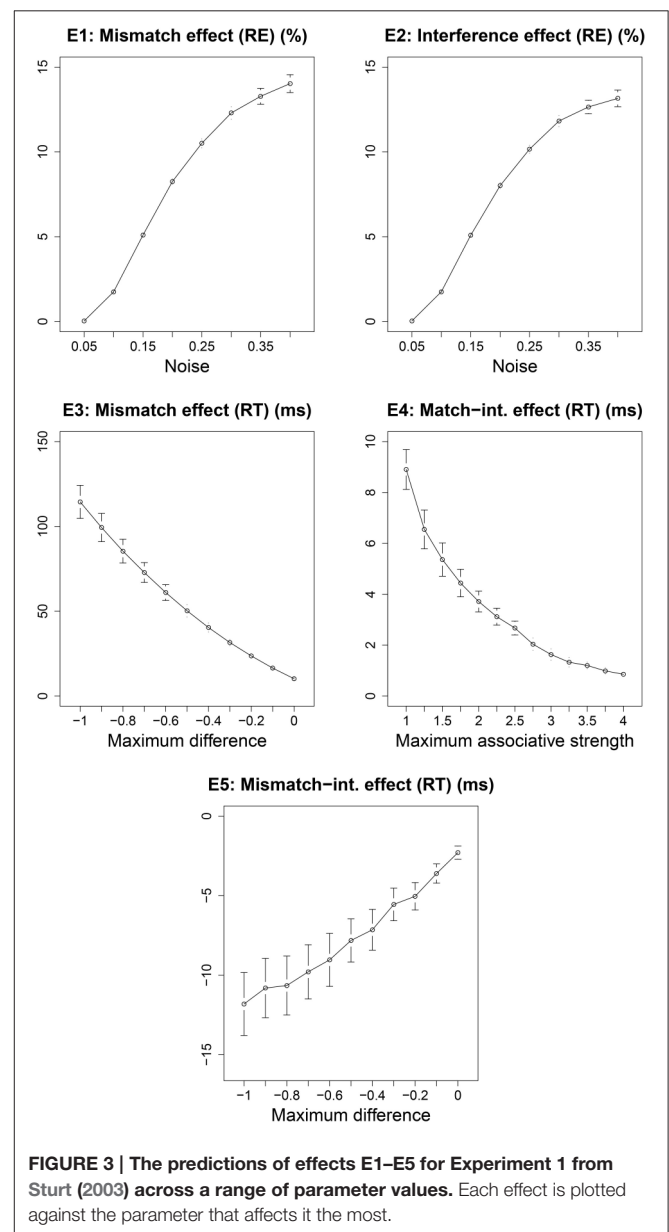 E1: Mismatch effect (RE) (%)
15
10
5
0
0.05 0.15 0.25 0.35
Noise
E2: Interference effect (RE) (%)
15
10
5
0
0.05 0.15 0.25 0.35
Noise
E3: Mismatch effect (RT) (ms)
150
100
50
0
−1 −0.8 −0.6 −0.4 −0.2 0
Maximum difference
E4: Match−int. effect (RT) (ms)
10
8
6
4
2
0
1 1.5 2 2.5 3 3.5 4
Maximum associative strength
E5: Mismatch−int. effect (RT) (ms)
0
−5
−10
−15
−1 −0.8 −0.6 −0.4 −0.2 0
Maximum difference
FIGURE 3 | The predictions of effects E1–E5 for Experiment 1 from
Sturt (2003) across a range of parameter values. Each effect is plotted
against the parameter that affects it the most.